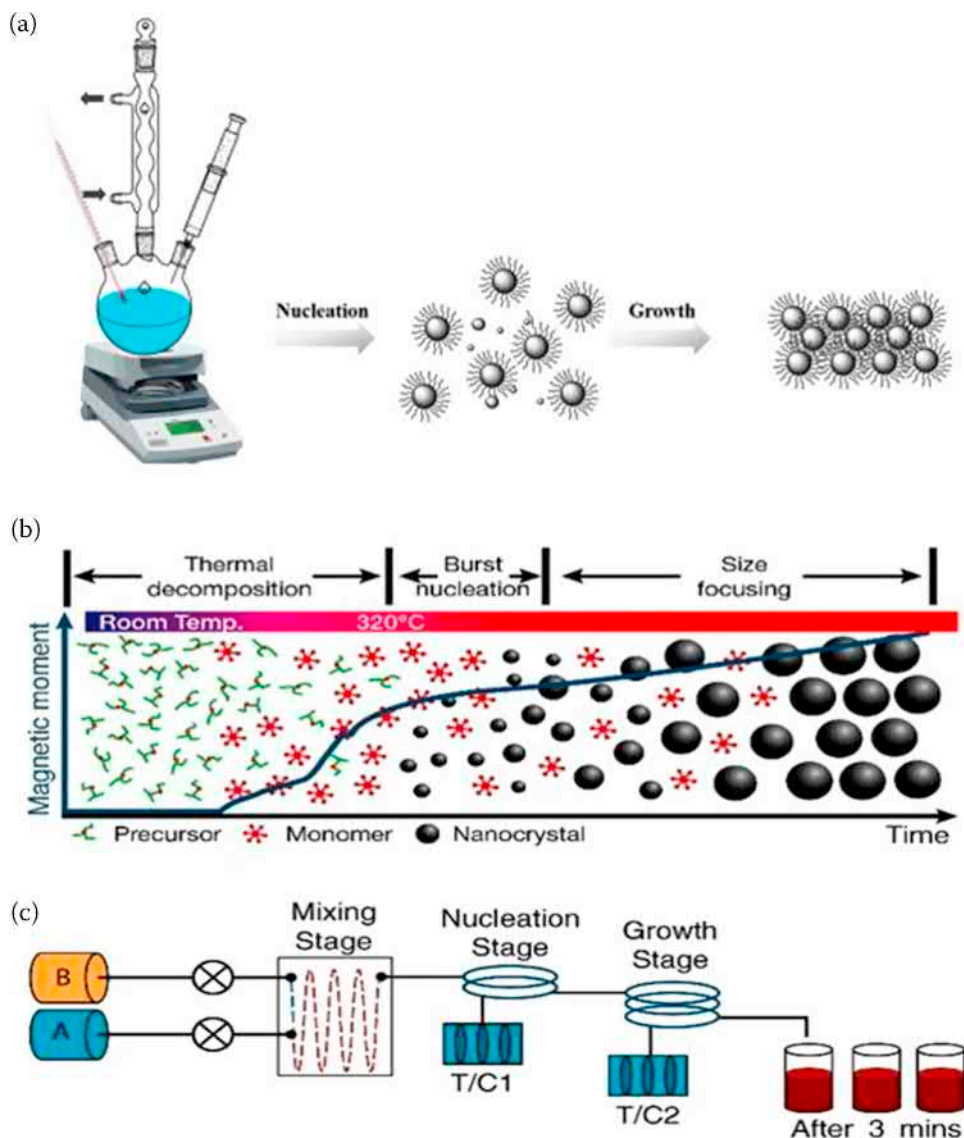 (a)
Nucleation
Growth
(b)
Thermal
decomposition
Burst
nucleation
Size
focusing
Room Temp.
320°C
Magnetic moment
Precursor
Monomer
Nanocrystal
Time
(c)
Mixing
Stage
Nucleation
Stage
Growth
Stage
B
A
T/C1
T/C2
After 3 mins